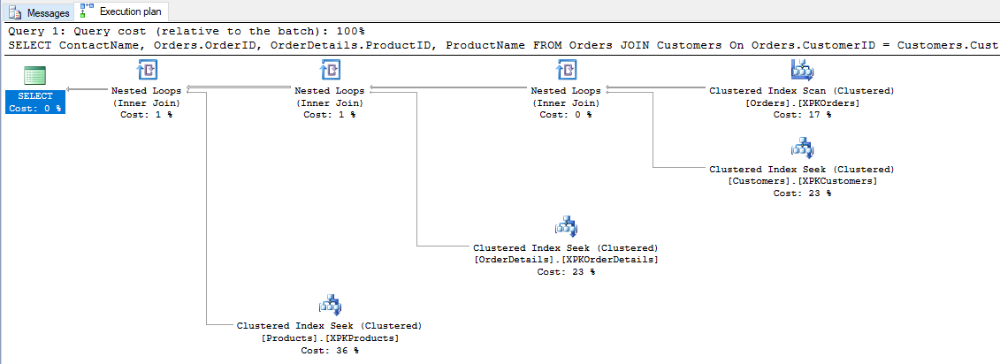 Messages
Execution plan
Query 1: Query cost (relative to the batch): 100%
SELECT ContactName, Orders.OrderID, OrderDetails.ProductID, ProductName FROM Orders JOIN Customers On Orders.CustomerID = Customers.Cust
SELECT
Cost: 0 %
Nested Loops
(Inner Join)
Cost: 1 %
Nested Loops
(Inner Join)
Cost: 1 %
Nested Loops
(Inner Join)
Cost: 0 %
Clustered Index Scan (Clustered)
[Orders].[XPKOrders]
Cost: 17 %
Clustered Index Seek (Clustered)
[Customers].[XPKCustomers]
Cost: 23 %
Clustered Index Seek (Clustered)
[OrderDetails].[XPKOrderDetails]
Cost: 23 %
Clustered Index Seek (Clustered)
[Products].[XPKProducts]
Cost: 36 %